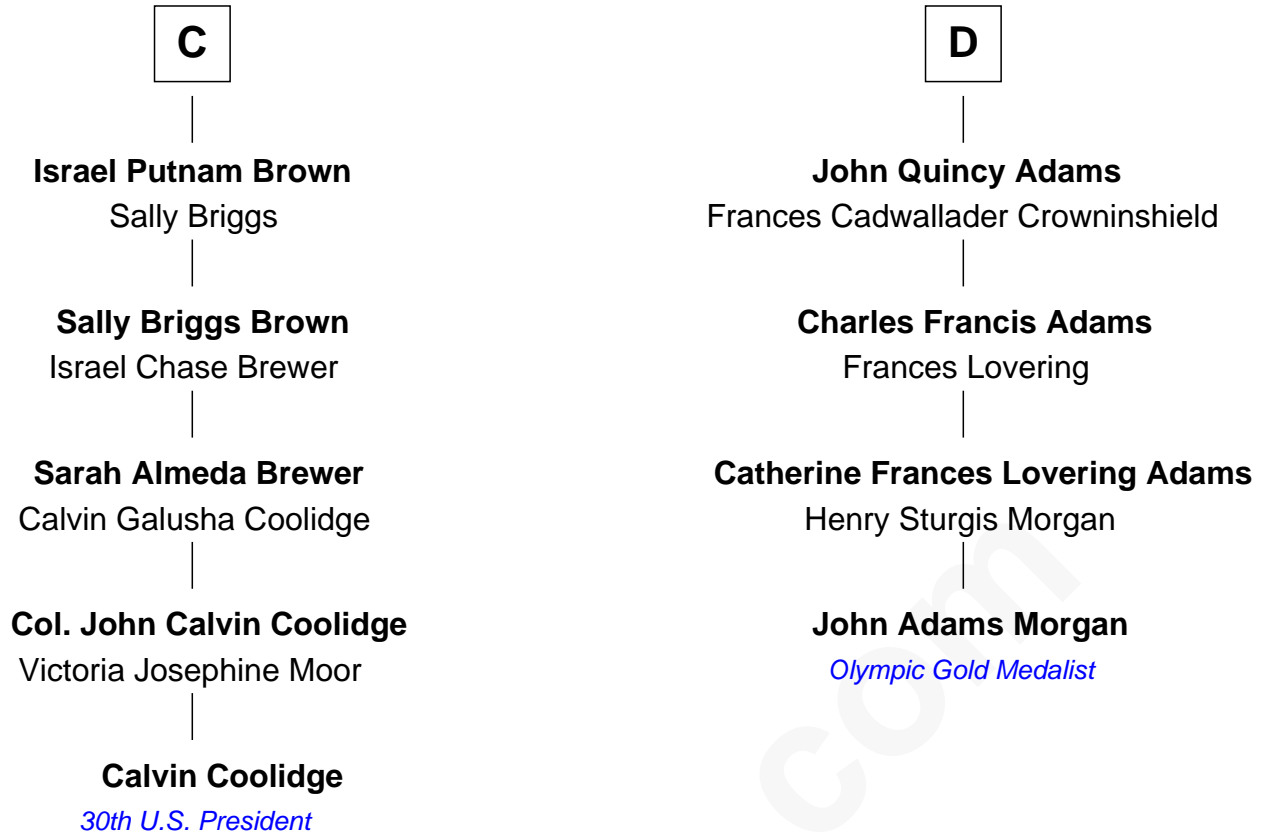 C
Israel Putnam Brown
Sally Briggs
Sally Briggs Brown
Israel Chase Brewer
Sarah Almeda Brewer
Calvin Galusha Coolidge
Col. John Calvin Coolidge
Victoria Josephine Moor
Calvin Coolidge
30th U.S. President
D
John Quincy Adams
Frances Cadwallader Crowninshield
Charles Francis Adams
Frances Lovering
Catherine Frances Lovering Adams
Henry Sturgis Morgan
John Adams Morgan
Olympic Gold Medalist
com